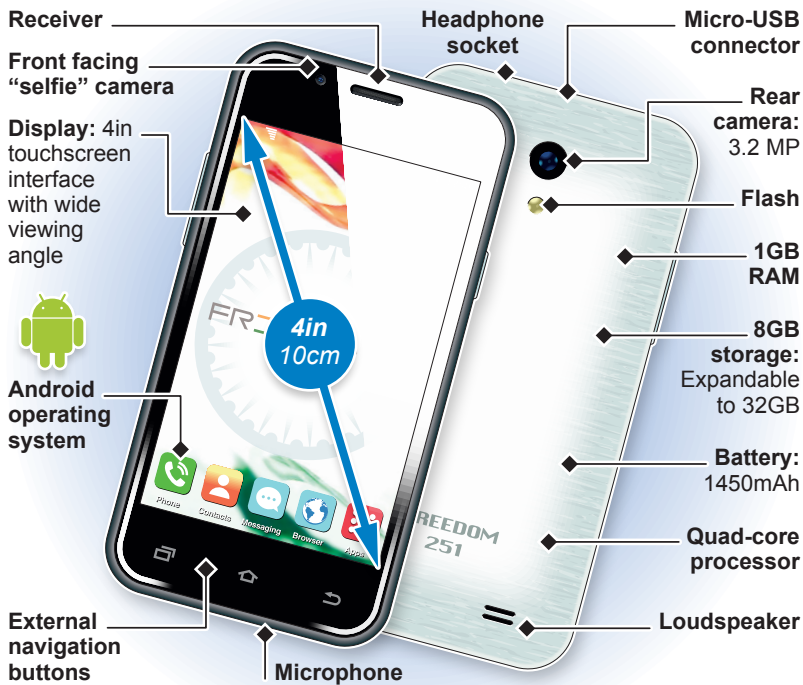 Receiver
Front facing
“selfie” camera
Display: 4in
touchscreen
interface
with wide
viewing
angle
Android
operating
system
External
navigation
buttons
Microphone
Headphone
socket
Micro-USB
connector
Rear
camera:
3.2 MP
Flash
1GB
RAM
8GB
storage:
Expandable
to 32GB
Battery:
1450mAh
Quad-core
processor
Loudspeaker
4in
10cm
FR
Phone
Contacts
Messaging
Browser
Apps
REEDOM
251